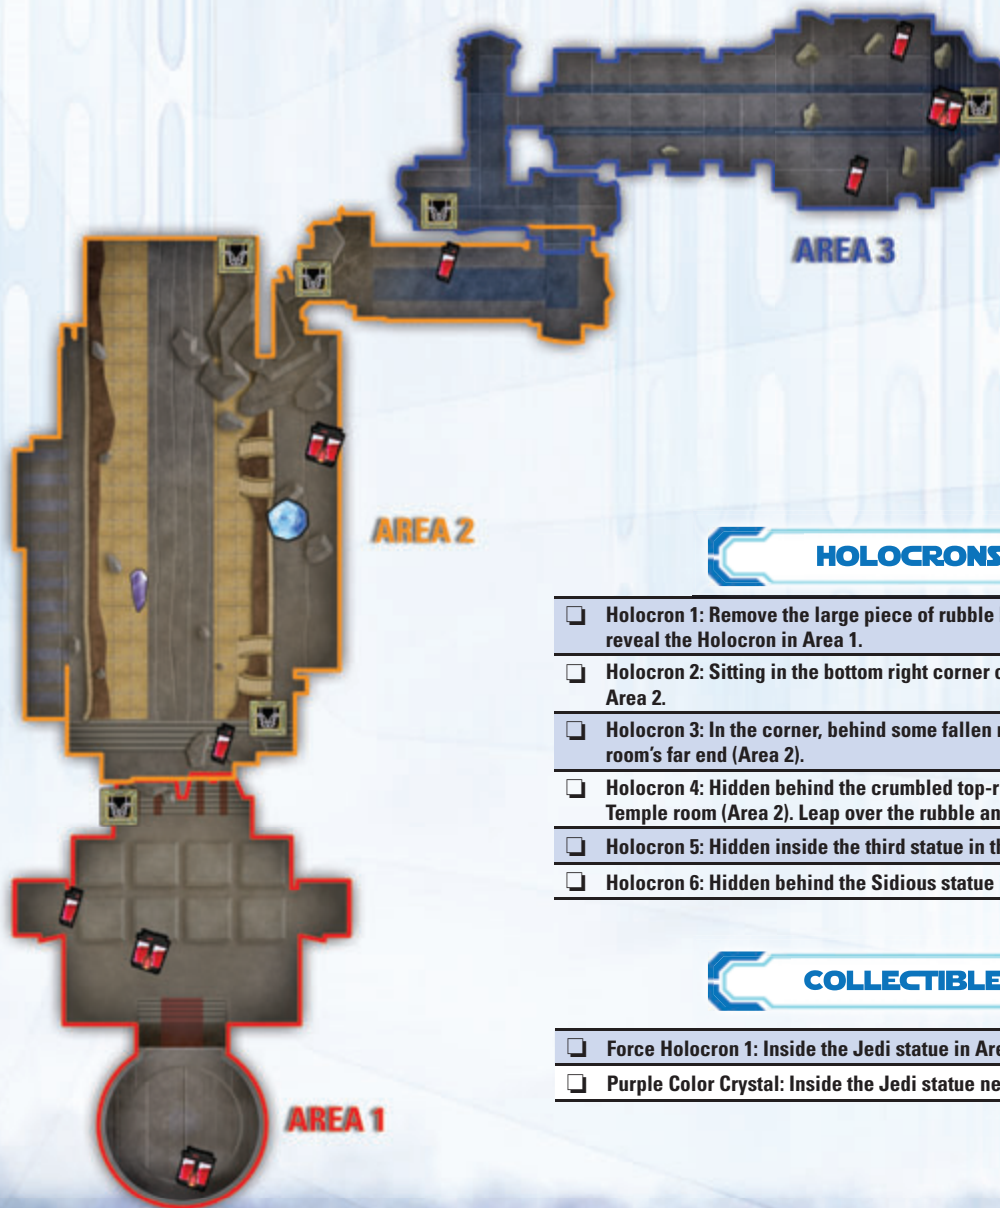 AREA 3
AREA 2
HOLOCRONS
Holocron 1: Remove the large piece of rubble
reveal the Holocron in Area 1.
Holocron 2: Sitting in the bottom right corner
Area 2.
Holocron 3: In the corner, behind some fallen
room's far end (Area 2).
Holocron 4: Hidden behind the crumbled top-r
Temple room (Area 2). Leap over the rubble an
Holocron 5: Hidden inside the third statue in th
Holocron 6: Hidden behind the Sidious statue
COLLECTIBLE
Force Holocron 1: Inside the Jedi statue in Are
Purple Color Crystal: Inside the Jedi statue ne
AREA 1